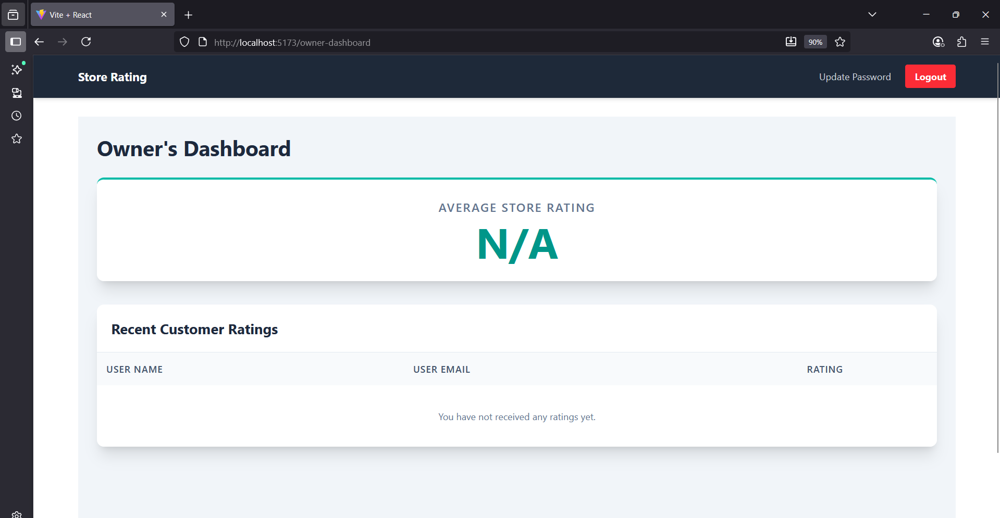 Vite + React
http://localhost:5173/owner-dashboard
90%
Store Rating
Update Password
Logout
Owner's Dashboard
AVERAGE STORE RATING
N/A
Recent Customer Ratings
USER NAME
USER EMAIL
RATING
You have not received any ratings yet.